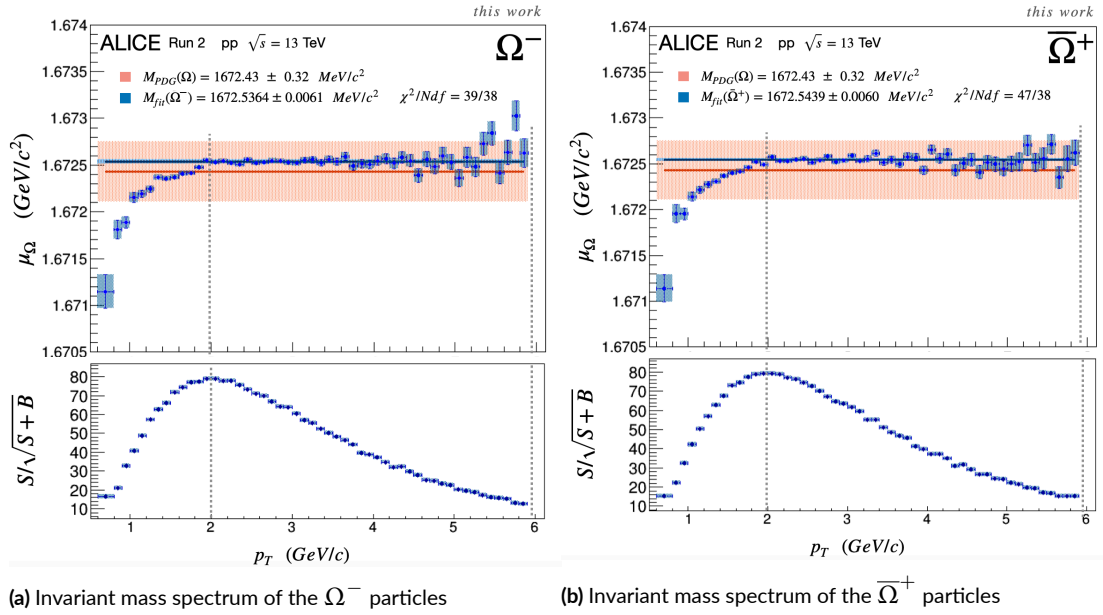 this work
ALICE Run 2 pp √s = 13 TeV Ω⁻
M_PDG(Ω) = 1672.43 ± 0.32 MeV/c²
M_fit(Ω⁻) = 1672.5364 ± 0.0061 MeV/c² χ²/Ndf = 39/38
μ_Ω (GeV/c²)
1.674
1.6735
1.673
1.6725
1.672
1.6715
1.671
1.6705
S/√S + B
80
70
60
50
40
30
20
10
1 2 3 4 5 6
p_T (GeV/c)
(a) Invariant mass spectrum of the Ω⁻ particles
this work
ALICE Run 2 pp √s = 13 TeV Ω̅⁺
M_PDG(Ω) = 1672.43 ± 0.32 MeV/c²
M_fit(Ω̅⁺) = 1672.5439 ± 0.0060 MeV/c² χ²/Ndf = 47/38
μ_Ω (GeV/c²)
1.674
1.6735
1.673
1.6725
1.672
1.6715
1.671
1.6705
S/√S + B
80
70
60
50
40
30
20
10
1 2 3 4 5 6
p_T (GeV/c)
(b) Invariant mass spectrum of the Ω̅⁺ particles